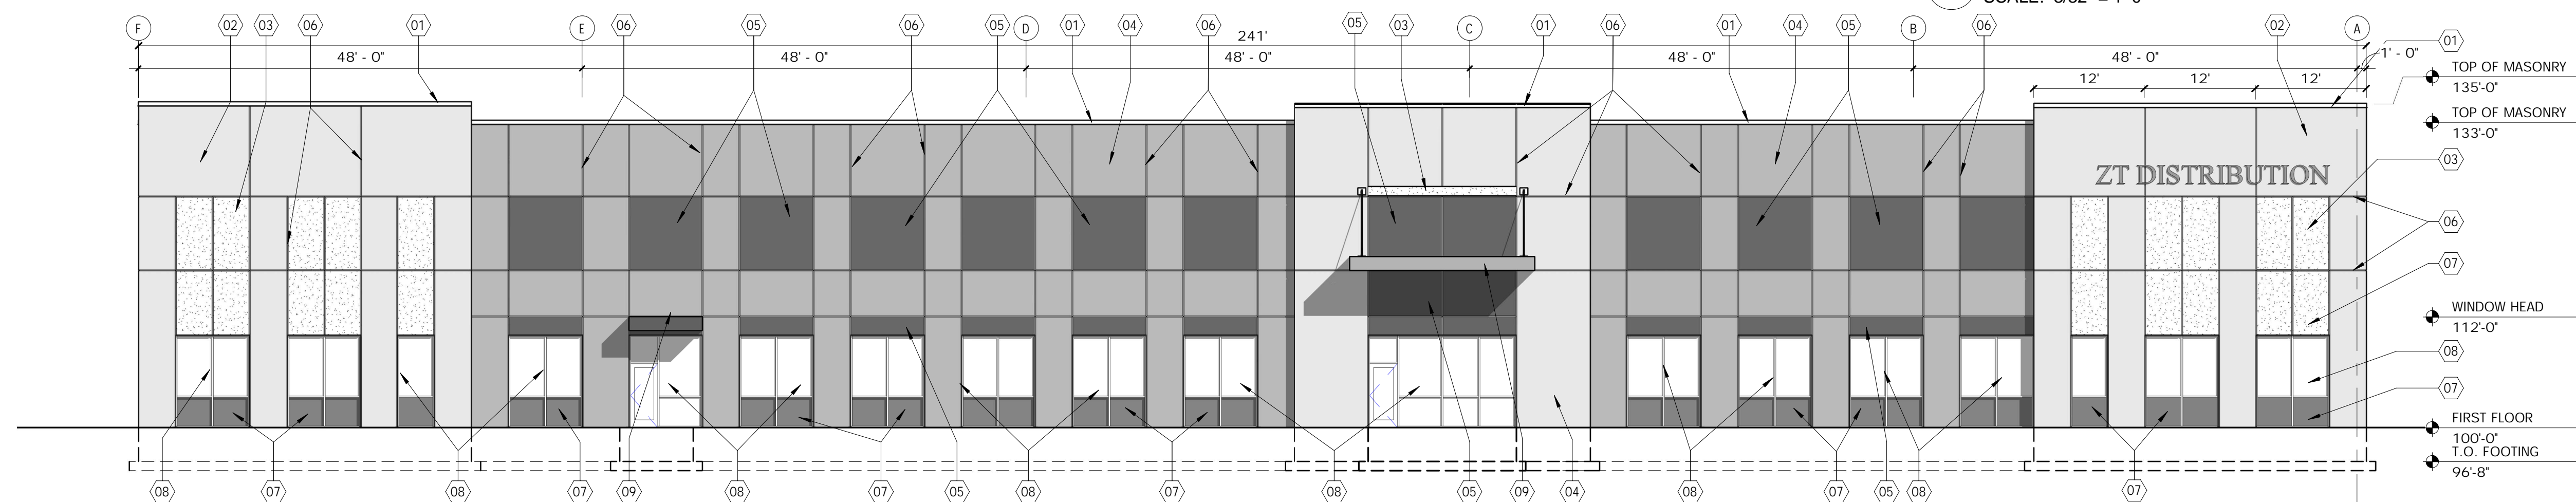 SCALE: 3/32" = 1'-0"
F 02 03 06 01 E 06 05 06 05 D 01 04 06 05 03 C 01 06 01 04 05 B 06 02 A 01
241'
48' - 0" 48' - 0" 48' - 0" 48' - 0" 48' - 0" 1' - 0"
12' 12' 12'
TOP OF MASONRY
135'-0"
TOP OF MASONRY
133'-0"
03
ZT DISTRIBUTION
06
07
WINDOW HEAD
112'-0"
08
07
FIRST FLOOR
100'-0"
T.O. FOOTING
96'-8"
08 07 08 07 09 08 07 05 08 07 08 05 09 04 08 07 05 08 07